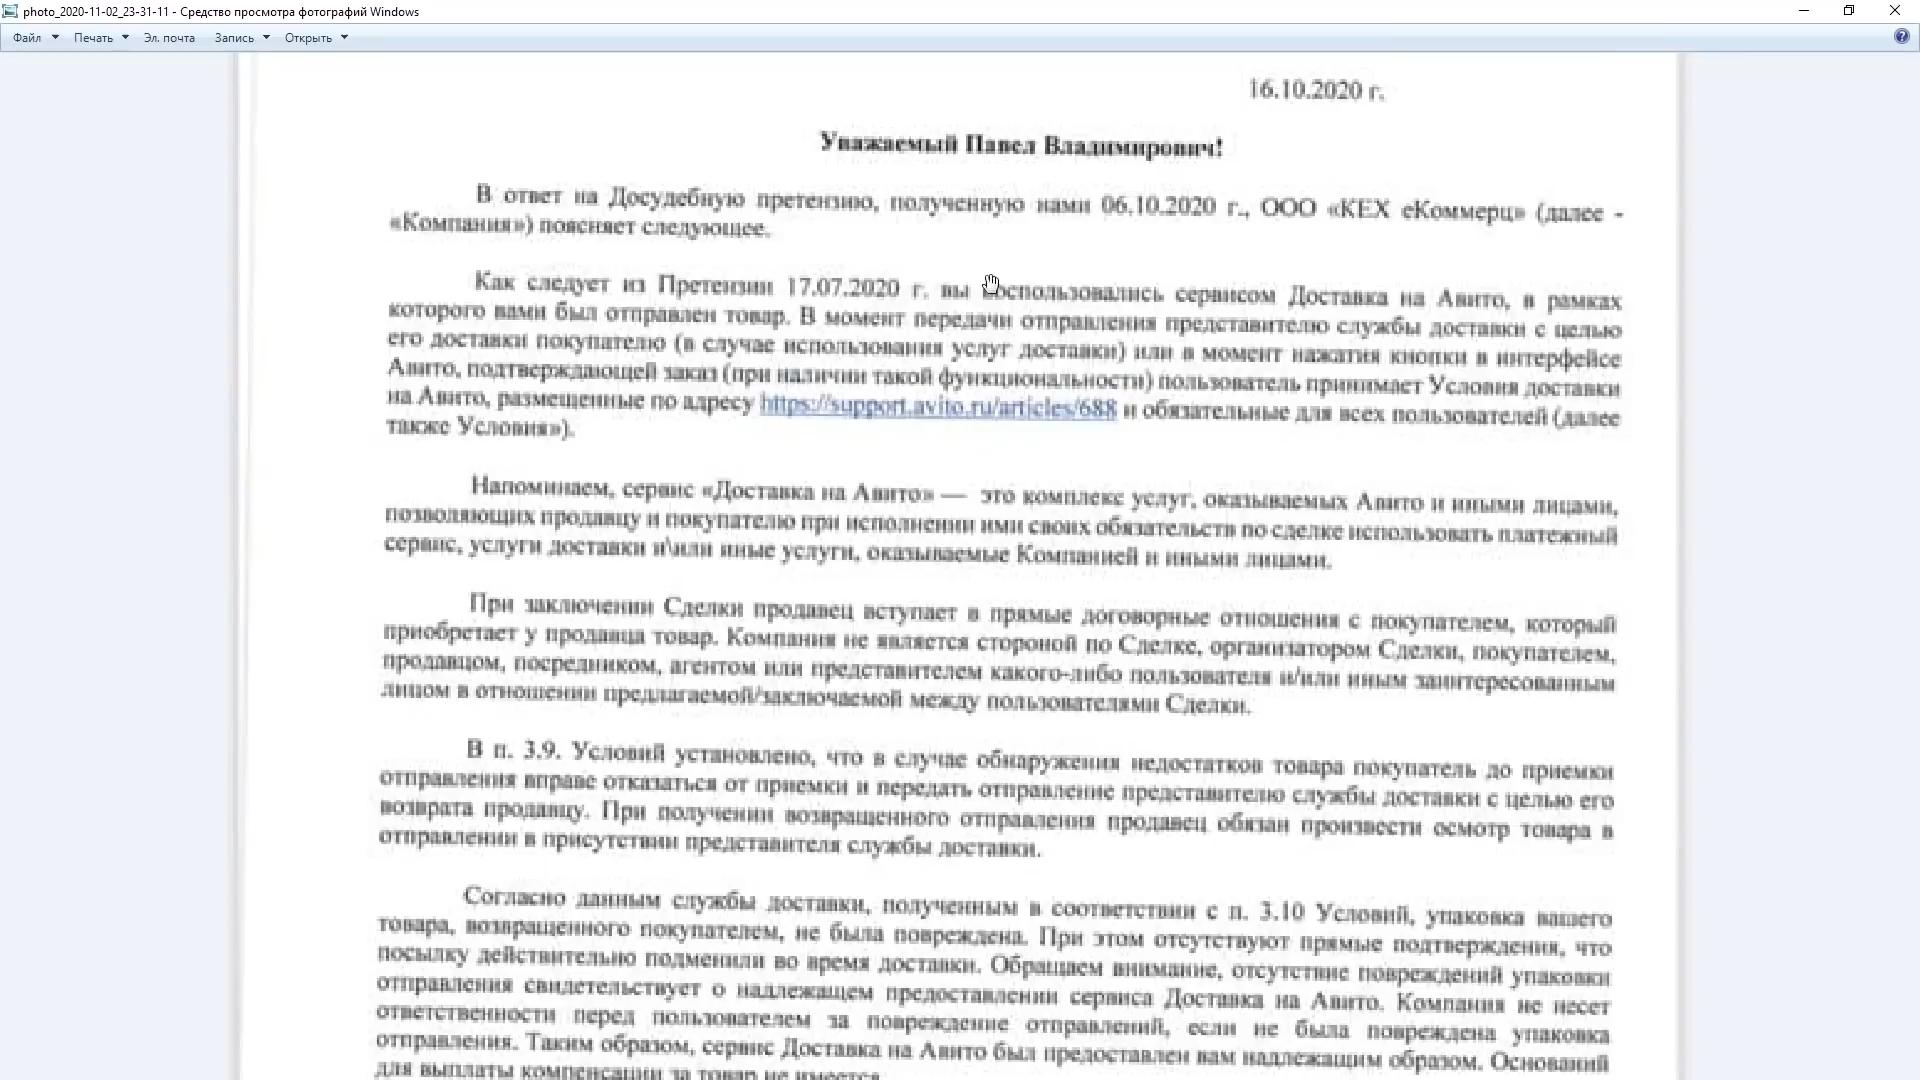 photo_2020-11-02_23-31-11 - Средство просмотра фотографий Windows
Файл Печать Эл. почта Запись Открыть
16.10.2020 г.
Уважаемый Павел Владимирович!
В ответ на Досудебную претензию, полученную нами 06.10.2020 г., ООО «КЕХ еКоммерц» (далее -
«Компания») поясняет следующее.
Как следует из Претензии 17.07.2020 г. вы воспользовались сервисом Доставка на Авито, в рамках
которого вами был отправлен товар. В момент передачи отправления представителю службы доставки с целью
его доставки покупателю (в случае использования услуг доставки) или в момент нажатия кнопки в интерфейсе
Авито, подтверждающей заказ (при наличии такой функциональности) пользователь принимает Условия доставки
на Авито, размещенные по адресу https://support.avito.ru/articles/688 и обязательные для всех пользователей (далее
также Условия»).
Напоминаем, сервис «Доставка на Авито» — это комплекс услуг, оказываемых Авито и иными лицами,
позволяющих продавцу и покупателю при исполнении ими своих обязательств по сделке использовать платежный
сервис, услуги доставки и\или иные услуги, оказываемые Компанией и иными лицами.
При заключении Сделки продавец вступает в прямые договорные отношения с покупателем, который
приобретает у продавца товар. Компания не является стороной по Сделке, организатором Сделки, покупателем,
продавцом, посредником, агентом или представителем какого-либо пользователя и/или иным заинтересованным
лицом в отношении предлагаемой/заключаемой между пользователями Сделки.
В п. 3.9. Условий установлено, что в случае обнаружения недостатков товара покупатель до приемки
отправления вправе отказаться от приемки и передать отправление представителю службы доставки с целью его
возврата продавцу. При получении возвращенного отправления продавец обязан произвести осмотр товара в
отправлении в присутствии представителя службы доставки.
Согласно данным службы доставки, полученным в соответствии с п. 3.10 Условий, упаковка вашего
товара, возвращенного покупателем, не была повреждена. При этом отсутствуют прямые подтверждения, что
посылку действительно подменили во время доставки. Обращаем внимание, отсутствие повреждений упаковки
отправления свидетельствует о надлежащем предоставлении сервиса Доставка на Авито. Компания не несет
ответственности перед пользователем за повреждение отправлений, если не была повреждена упаковка
отправления. Таким образом, сервис Доставка на Авито был предоставлен вам надлежащим образом. Оснований
для выплаты компенсации за товар не имеется.